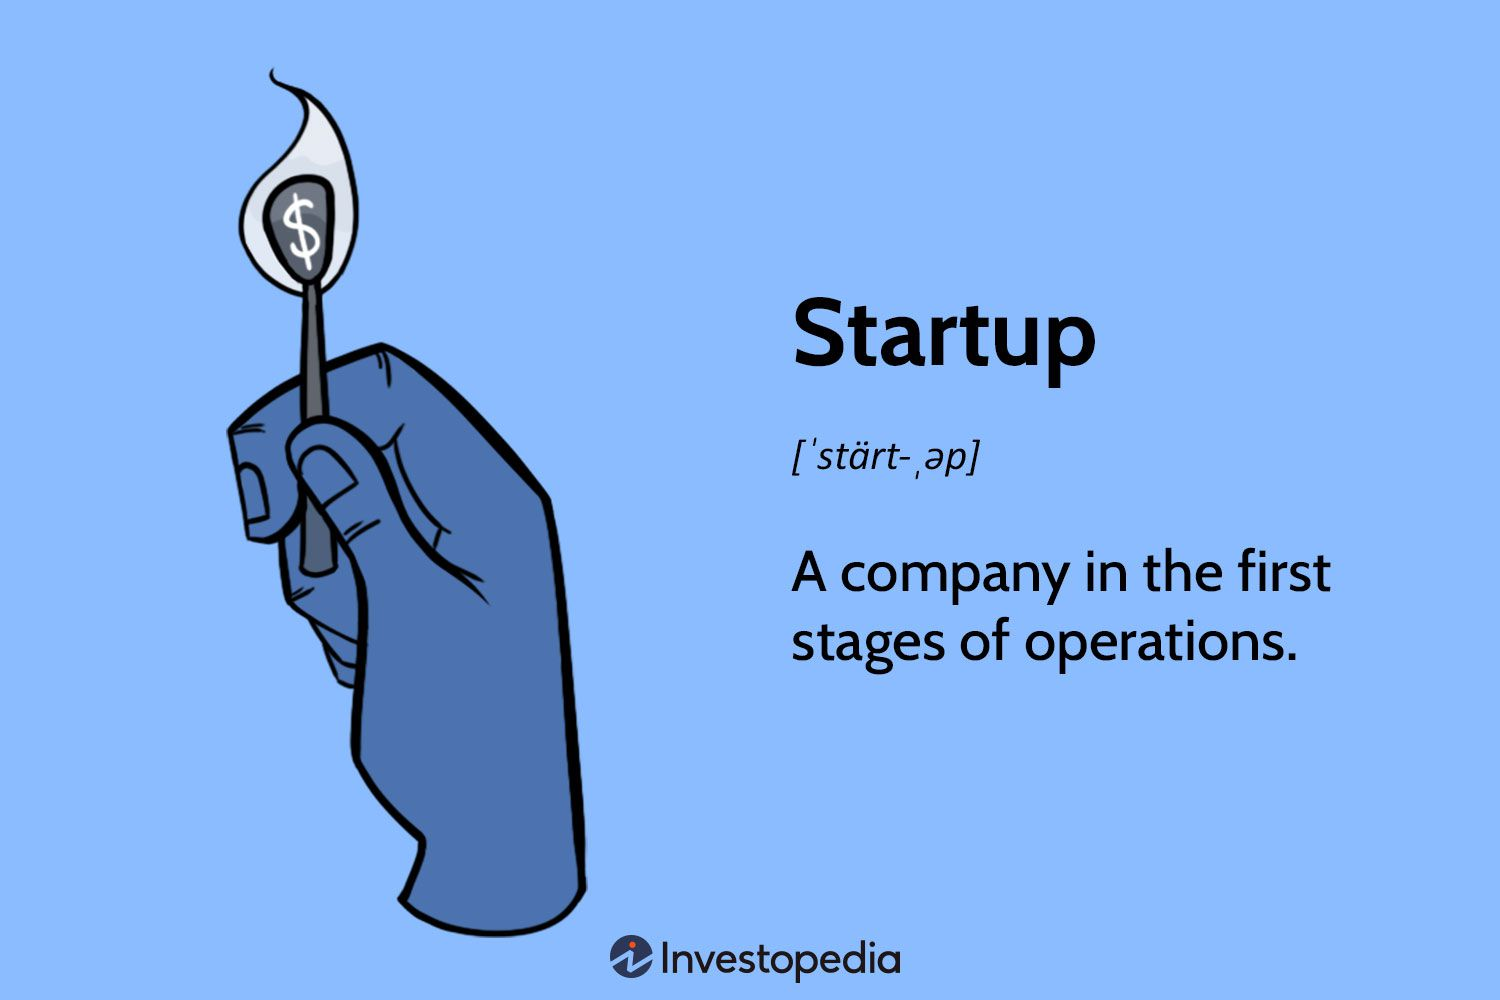 $
Startup
[ˈstärt-ˌəp]
A company in the first
stages of operations.
Investopedia